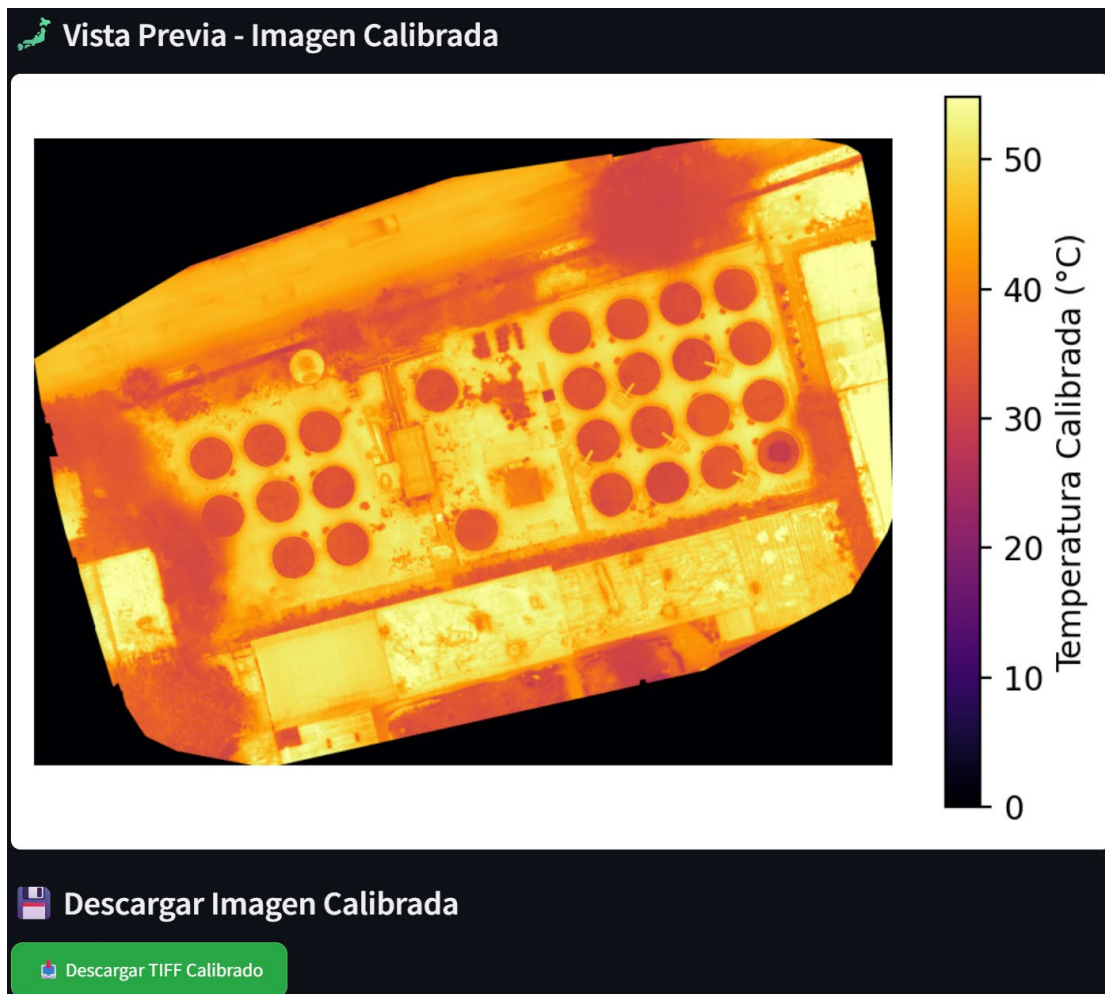 Vista Previa - Imagen Calibrada
50
40
30
20
10
0
Temperatura Calibrada (°C)
Descargar Imagen Calibrada
Descargar TIFF Calibrado